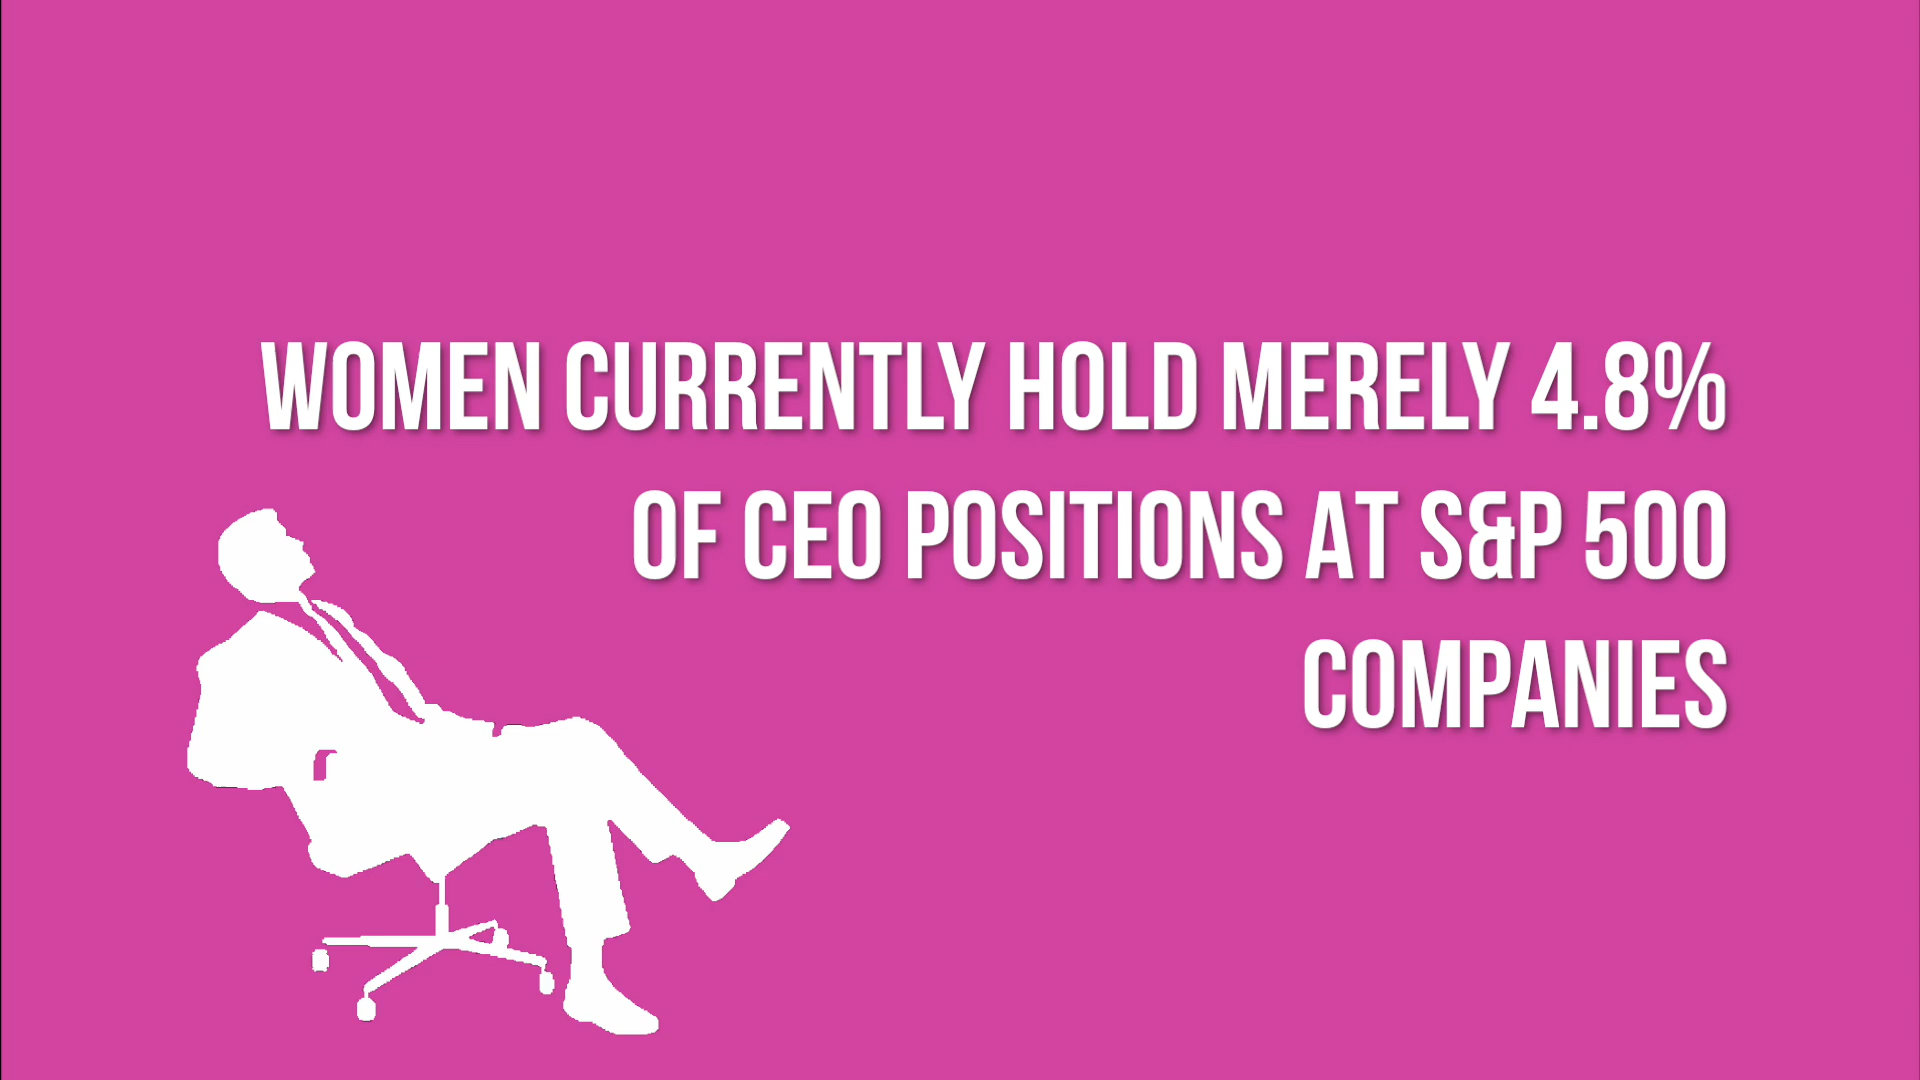 WOMEN CURRENTLY HOLD MERELY 4.8%
OF CEO POSITIONS AT S&P 500
COMPANIES